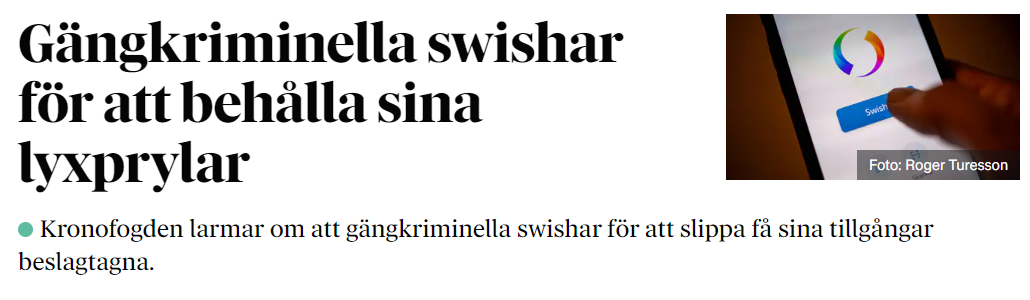 Gängkriminella swishar
för att behålla sina
lyxprylar
Swish
Foto: Roger Turesson
Kronofogden larmar om att gängkriminella swishar för att slippa få sina tillgångar
beslagtagna.